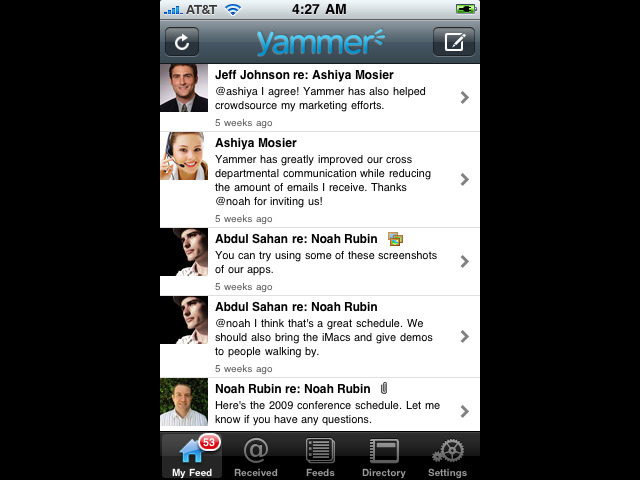 AT&T 4:27 AM
yammer
Jeff Johnson re: Ashiya Mosier
@ashiya I agree! Yammer has also helped
crowdsource my marketing efforts.
5 weeks ago
Ashiya Mosier
Yammer has greatly improved our cross
departmental communication while reducing
the amount of emails I receive. Thanks
@noah for inviting us!
5 weeks ago
Abdul Sahan re: Noah Rubin
You can try using some of these screenshots
of our apps.
5 weeks ago
Abdul Sahan re: Noah Rubin
@noah I think that's a great schedule. We
should also bring the iMacs and give demos
to people walking by.
5 weeks ago
Noah Rubin re: Noah Rubin
Here's the 2009 conference schedule. Let me
know if you have any questions.
53
@
My Feed Received Feeds Directory Settings